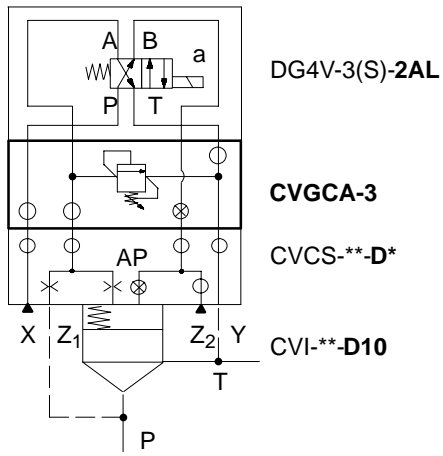 A B
a
P T
DG4V-3(S)-2AL
CVGCA-3
CVCS-**-D*
AP
X Z1 Z2 Y
CVI-**-D10
T
P